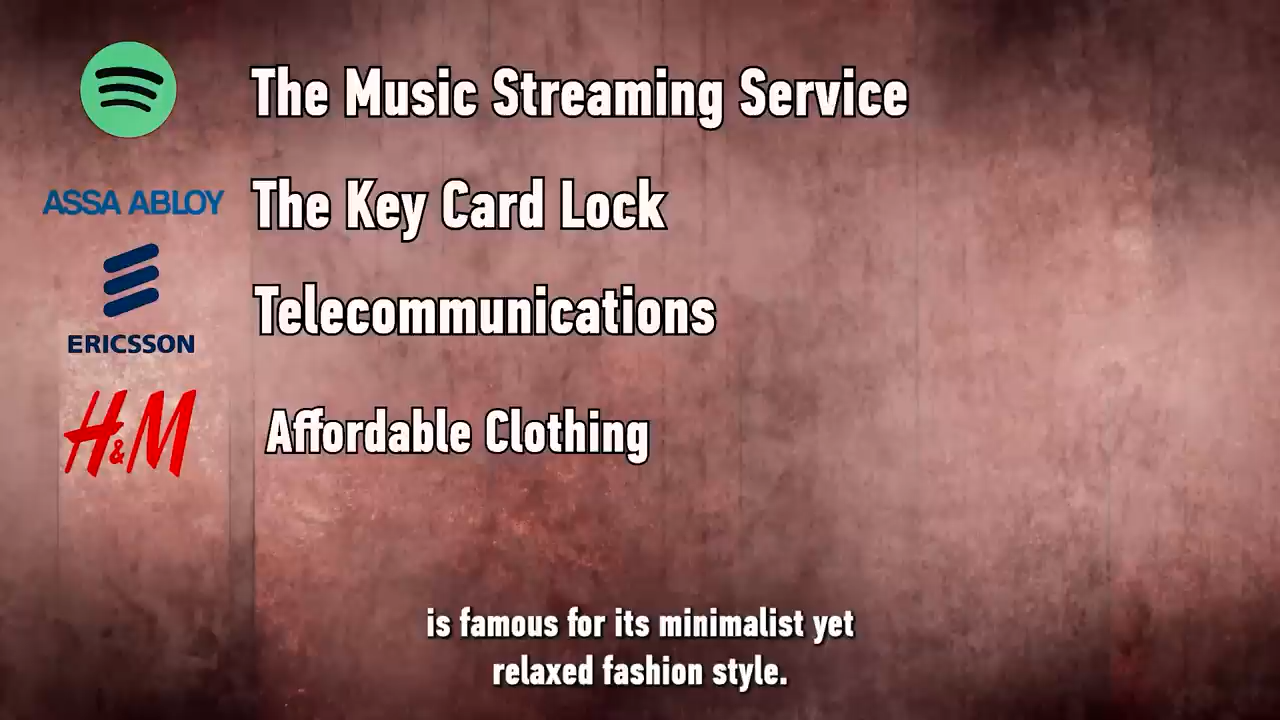 The Music Streaming Service
ASSA ABLOY The Key Card Lock
Telecommunications
ERICSSON
H&M Affordable Clothing
is famous for its minimalist yet
relaxed fashion style.